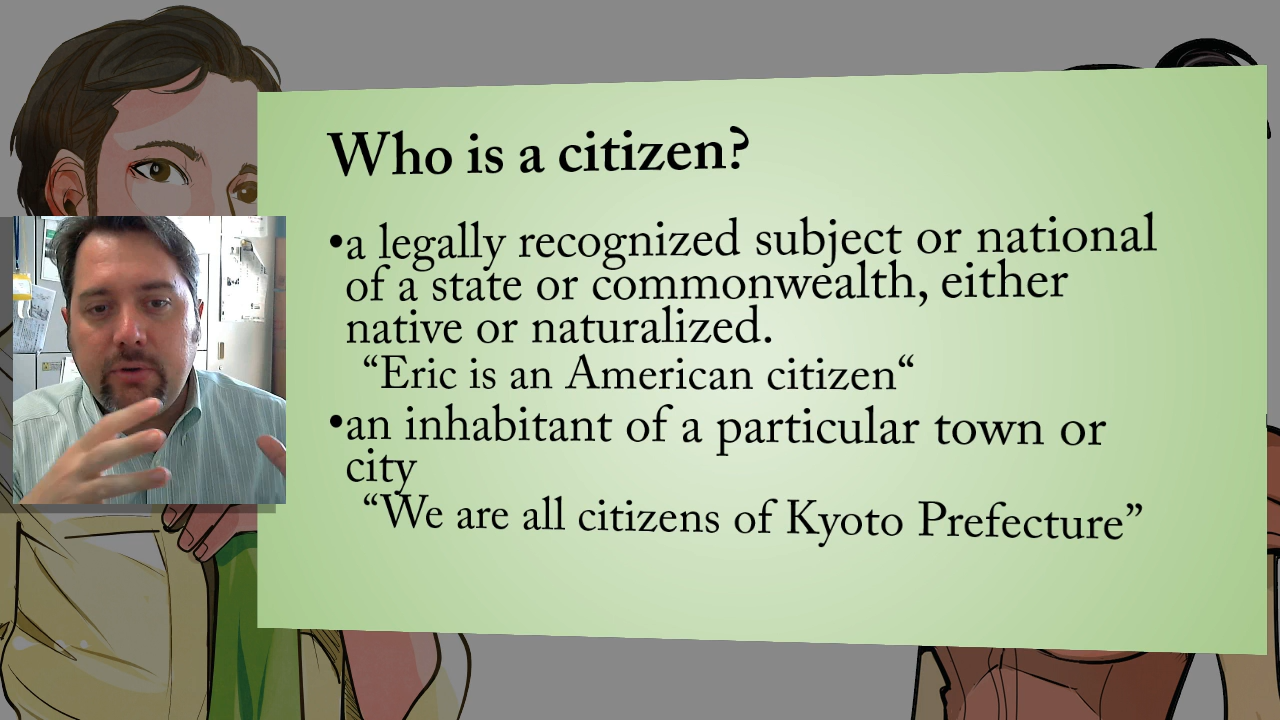 Who is a citizen?
•a legally recognized subject or national
of a state or commonwealth, either
native or naturalized.
“Eric is an American citizen“
•an inhabitant of a particular town or
city
“We are all citizens of Kyoto Prefecture”